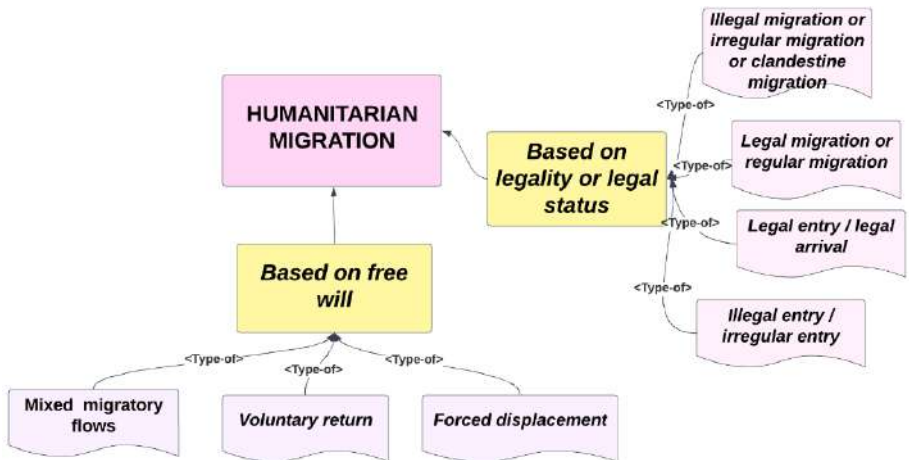 HUMANITARIAN
MIGRATION
Based on
legality or legal
status
Based on free
will
Illegal migration or
irregular migration
or clandestine
migration
<Type-of>
Legal migration or
regular migration
<Type-of>
Legal entry / legal
arrival
<Type-of>
Illegal entry /
irregular entry
<Type-of>
<Type-of>
Mixed migratory
flows
<Type-of>
Voluntary return
<Type-of>
Forced displacement